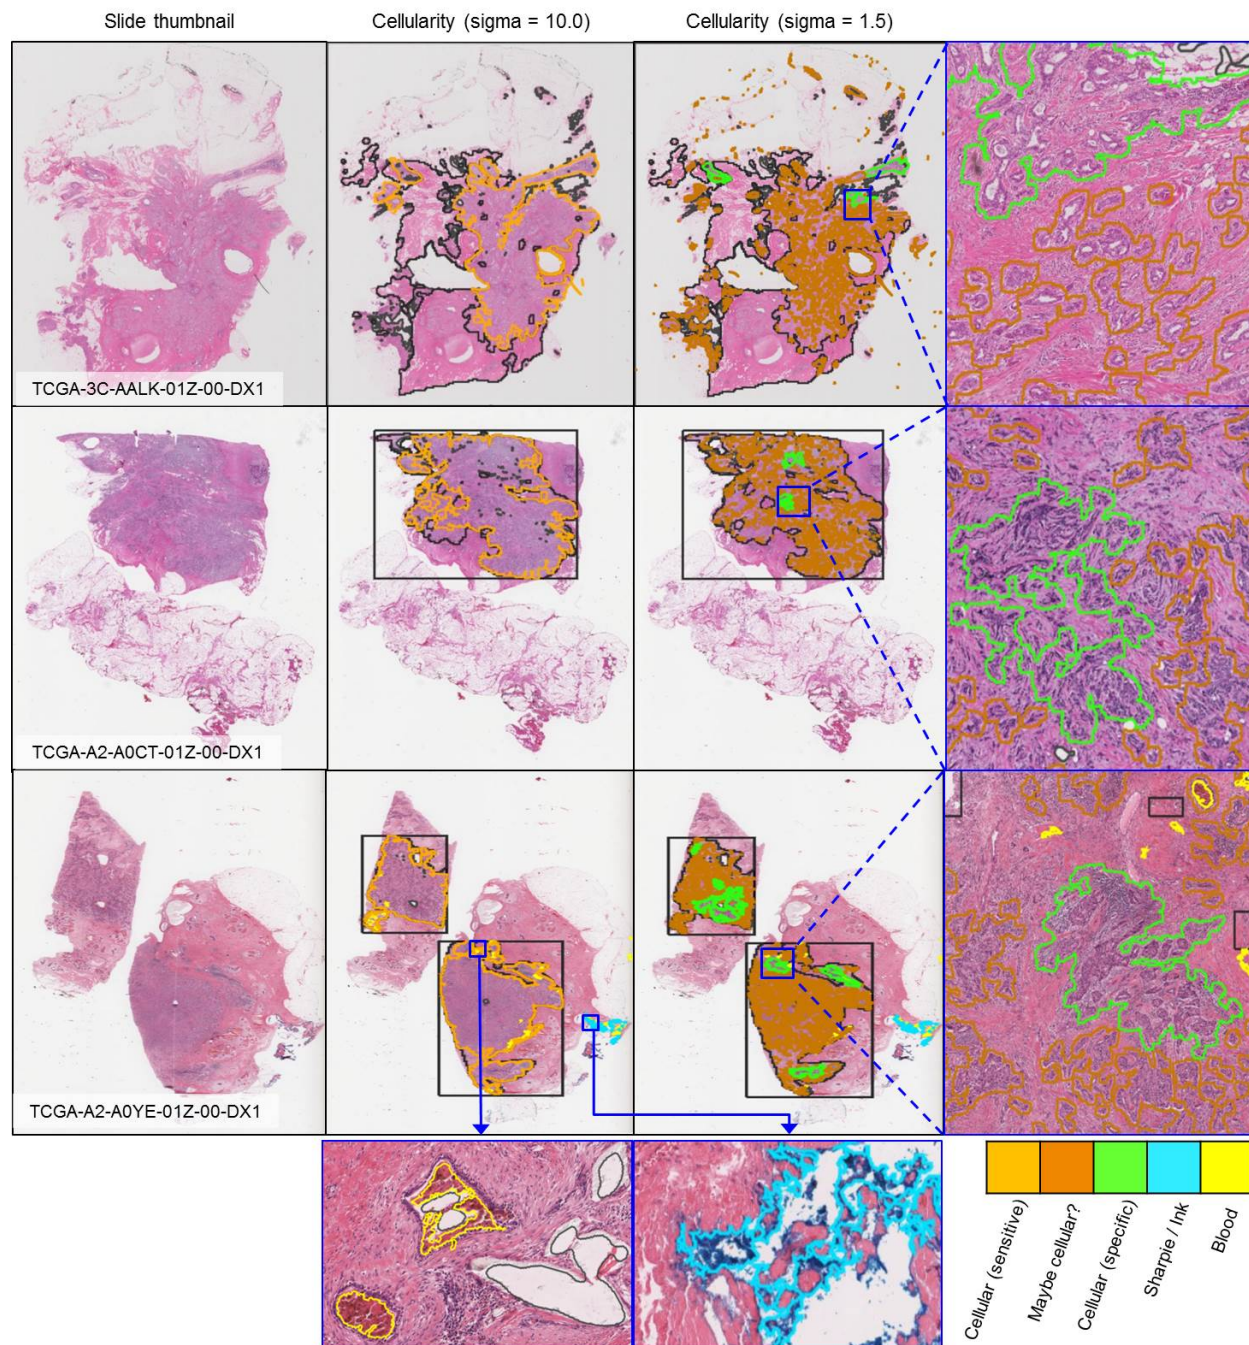 Slide thumbnail
Cellularity (sigma = 10.0)
Cellularity (sigma = 1.5)
TCGA-3C-AALK-01Z-00-DX1
TCGA-A2-A0CT-01Z-00-DX1
TCGA-A2-A0YE-01Z-00-DX1
Cellular (sensitive)
Maybe cellular?
Cellular (specific)
Sharpie / Ink
Blood